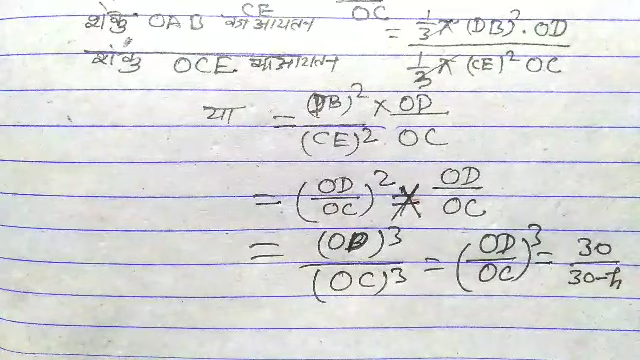 CE OC
शंकु OAB का आयतन = 1/3 π (DB)² . OD
शंकु OCE का आयतन 1/3 π (CE)² OC
या = (DB)² × OD / (CE)² OC
= (OD/OC)² × OD/OC
= (OD)³/(OC)³ = (OD/OC)³ = 30/30-h